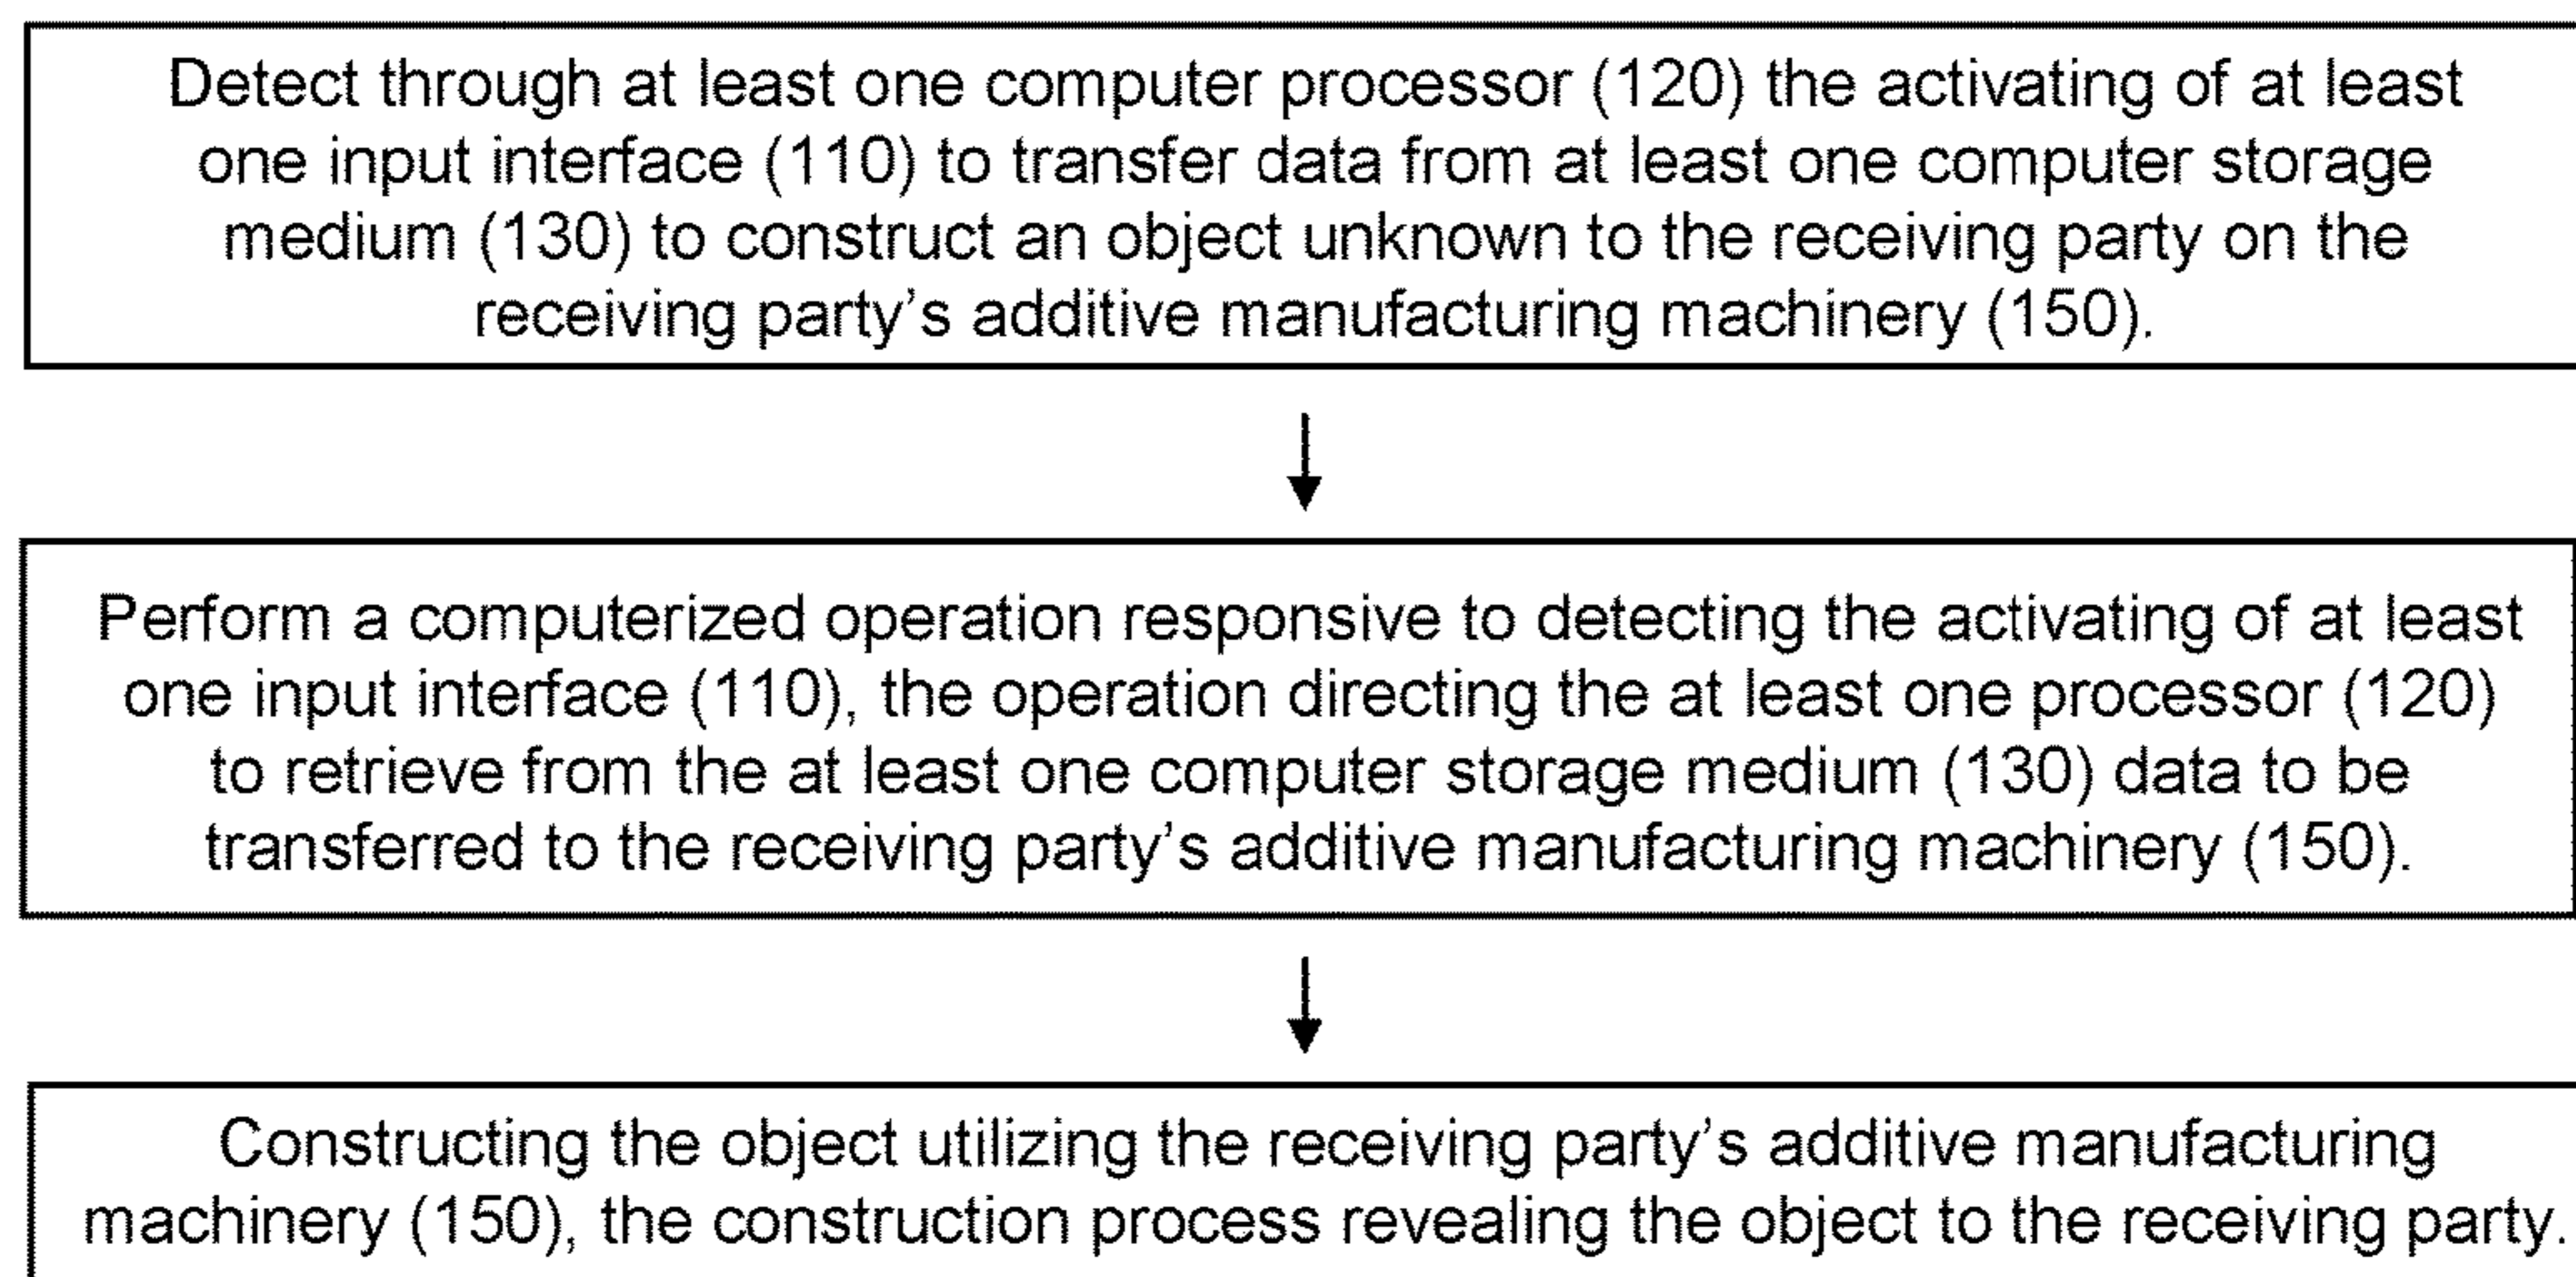 Detect through at least one computer processor (120) the activating of at least
one input interface (110) to transfer data from at least one computer storage
medium (130) to construct an object unknown to the receiving party on the
receiving party's additive manufacturing machinery (150).
Perform a computerized operation responsive to detecting the activating of at least
one input interface (110), the operation directing the at least one processor (120)
to retrieve from the at least one computer storage medium (130) data to be
transferred to the receiving party's additive manufacturing machinery (150).
Constructing the object utilizing the receiving party's additive manufacturing
machinery (150), the construction process revealing the object to the receiving party.